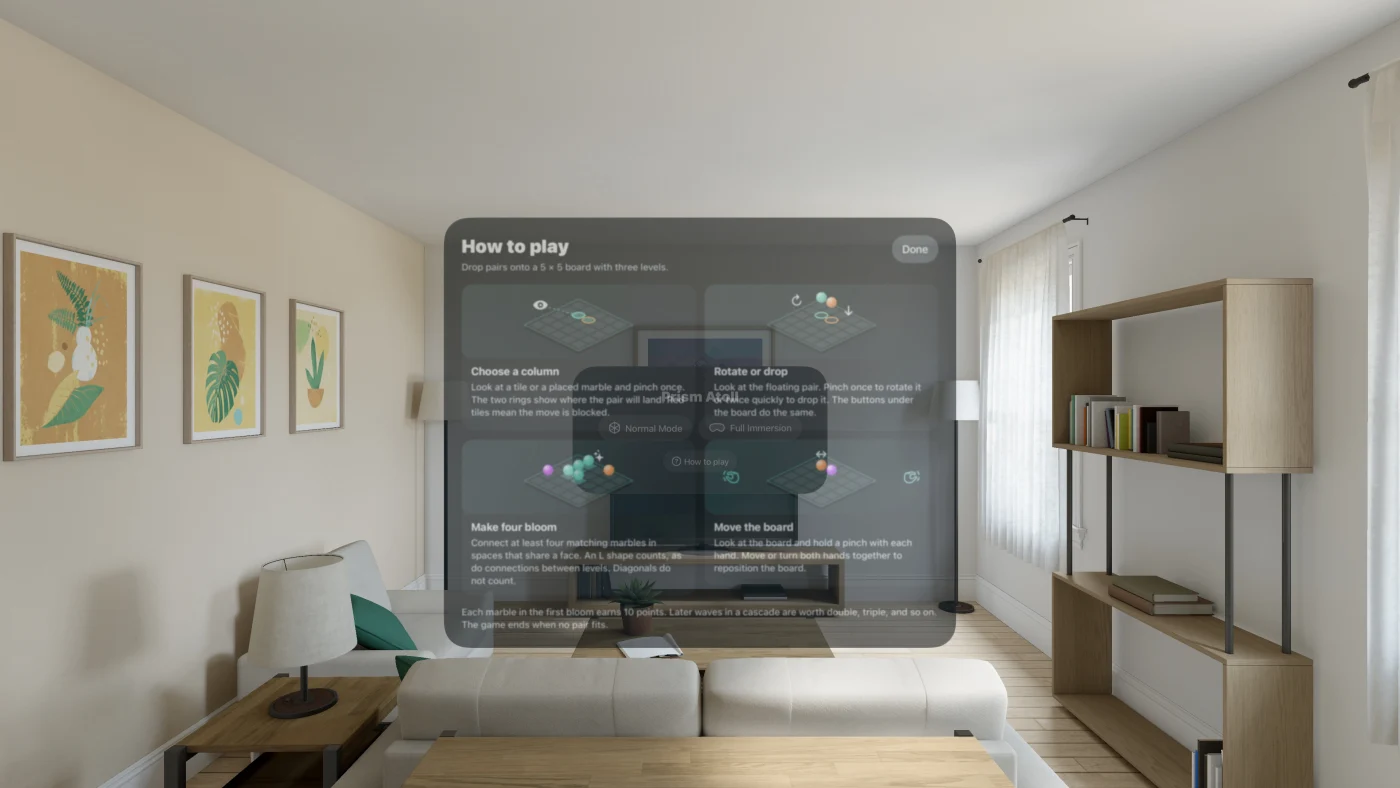 How to play
Done
Drop pairs onto a 5 × 5 board with three levels.
Choose a column
Look at a tile or a placed marble and pinch once.
The two rings show where the pair will land. Red
tiles mean the move is blocked.
Rotate or drop
Look at the floating pair. Pinch once to rotate it
or twice quickly to drop it. The buttons under
the board do the same.
Prism Atoll
Normal Mode
Full Immersion
How to play
Make four bloom
Connect at least four matching marbles in
spaces that share a face. An L shape counts, as
do connections between levels. Diagonals do
not count.
Move the board
Look at the board and hold a pinch with each
hand. Move or turn both hands together to
reposition the board.
Each marble in the first bloom earns 10 points. Later waves in a cascade are worth double, triple, and so on.
The game ends when no pair fits.